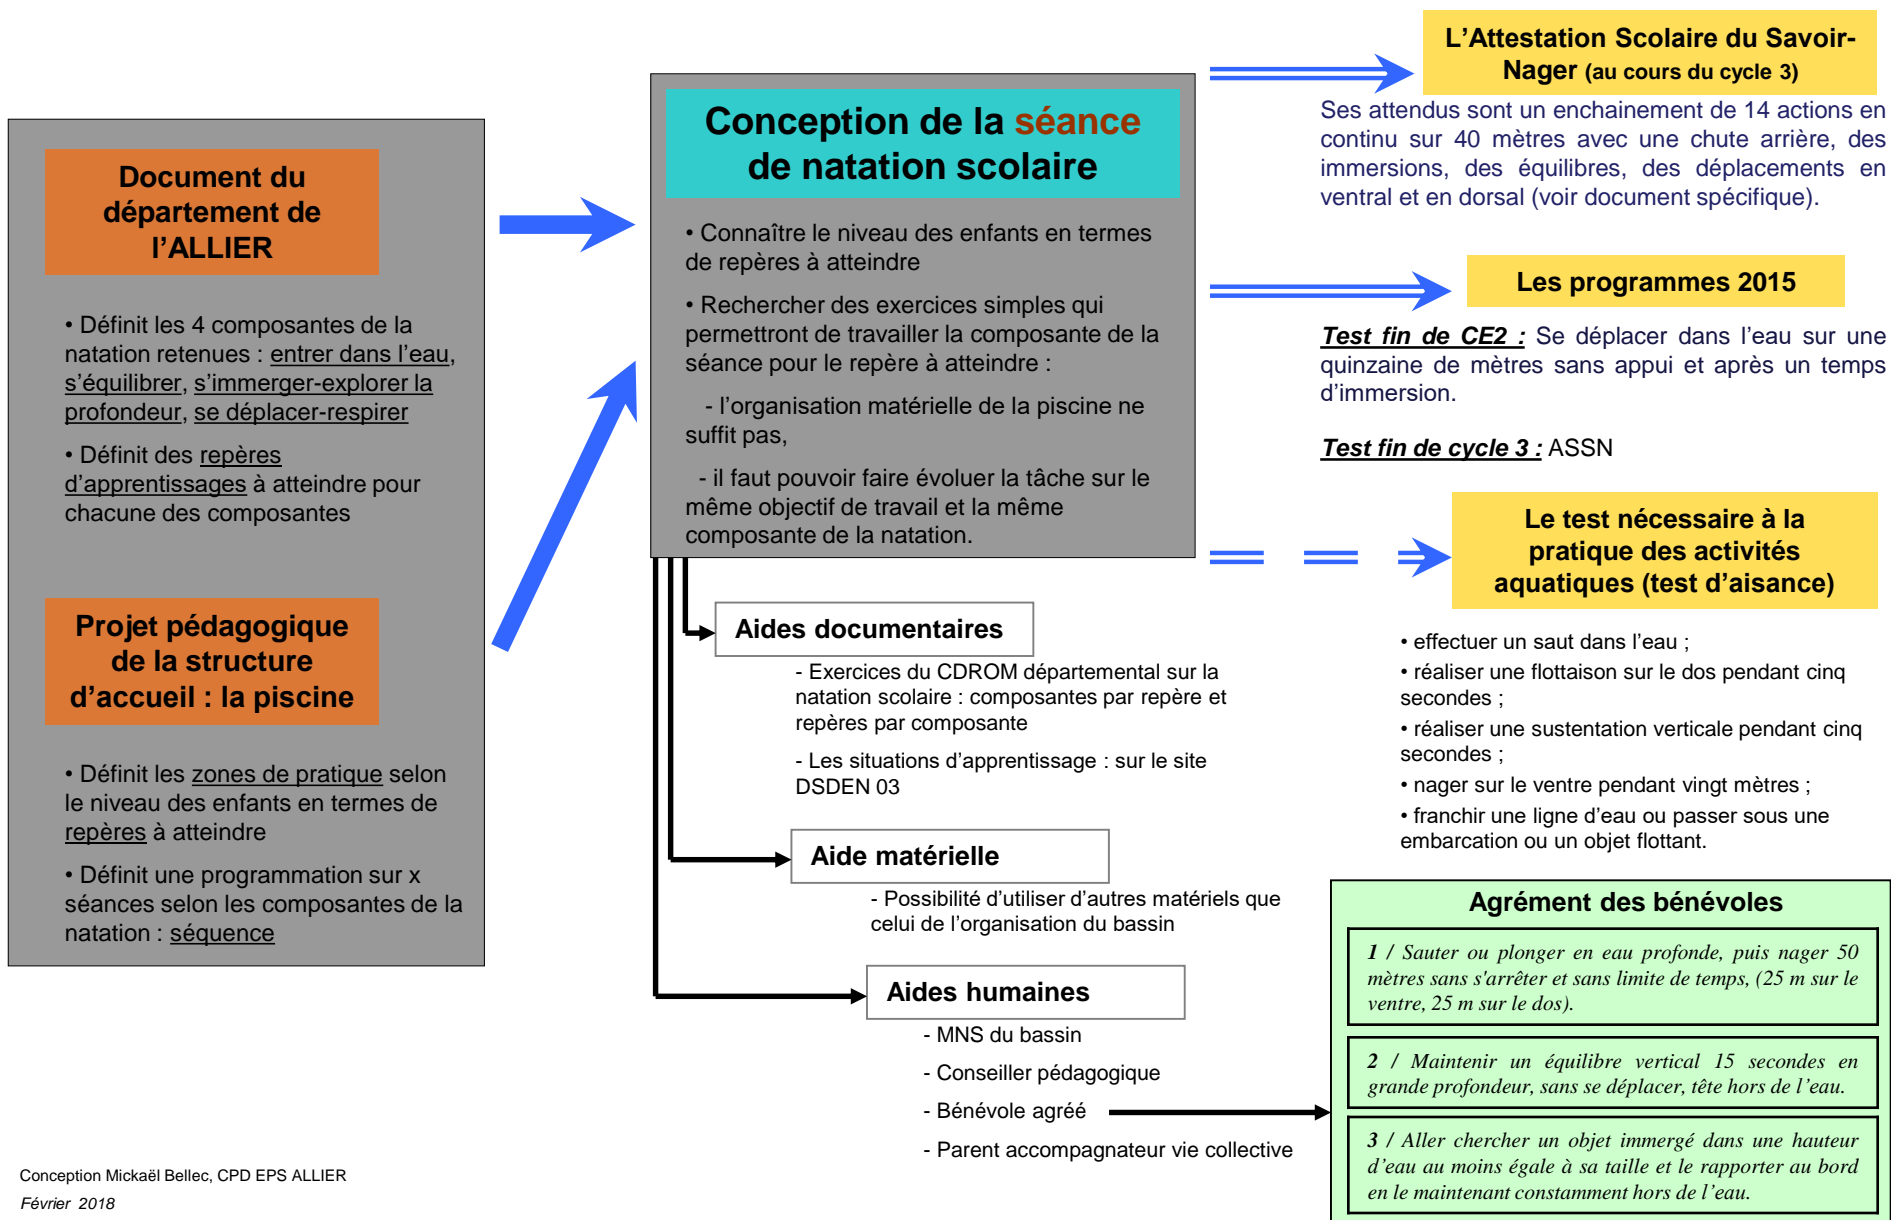 Document du
département de
l’ALLIER
• Définit les 4 composantes de la
natation retenues : entrer dans l’eau,
s’équilibrer, s’immerger-explorer la
profondeur, se déplacer-respirer
• Définit des repères
d’apprentissages à atteindre pour
chacune des composantes
Projet pédagogique
de la structure
d’accueil : la piscine
• Définit les zones de pratique selon
le niveau des enfants en termes de
repères à atteindre
• Définit une programmation sur x
séances selon les composantes de la
natation : séquence
Conception de la séance
de natation scolaire
• Connaître le niveau des enfants en termes
de repères à atteindre
• Rechercher des exercices simples qui
permettront de travailler la composante de la
séance pour le repère à atteindre :
- l’organisation matérielle de la piscine ne
suffit pas,
- il faut pouvoir faire évoluer la tâche sur le
même objectif de travail et la même
composante de la natation.
Aides documentaires
- Exercices du CDROM départemental sur la
natation scolaire : composantes par repère et
repères par composante
- Les situations d’apprentissage : sur le site
DSDEN 03
Aide matérielle
- Possibilité d’utiliser d’autres matériels que
celui de l’organisation du bassin
Aides humaines
- MNS du bassin
- Conseiller pédagogique
- Bénévole agréé
- Parent accompagnateur vie collective
L’Attestation Scolaire du Savoir-
Nager (au cours du cycle 3)
Ses attendus sont un enchainement de 14 actions en
continu sur 40 mètres avec une chute arrière, des
immersions, des équilibres, des déplacements en
ventral et en dorsal (voir document spécifique).
Les programmes 2015
Test fin de CE2 : Se déplacer dans l’eau sur une
quinzaine de mètres sans appui et après un temps
d’immersion.
Test fin de cycle 3 : ASSN
Le test nécessaire à la
pratique des activités
aquatiques (test d’aisance)
• effectuer un saut dans l’eau ;
• réaliser une flottaison sur le dos pendant cinq
secondes ;
• réaliser une sustentation verticale pendant cinq
secondes ;
• nager sur le ventre pendant vingt mètres ;
• franchir une ligne d’eau ou passer sous une
embarcation ou un objet flottant.
Agrément des bénévoles
1 / Sauter ou plonger en eau profonde, puis nager 50
mètres sans s'arrêter et sans limite de temps, (25 m sur le
ventre, 25 m sur le dos).
2 / Maintenir un équilibre vertical 15 secondes en
grande profondeur, sans se déplacer, tête hors de l’eau.
3 / Aller chercher un objet immergé dans une hauteur
d’eau au moins égale à sa taille et le rapporter au bord
en le maintenant constamment hors de l’eau.
Conception Mickaël Bellec, CPD EPS ALLIER
Février 2018